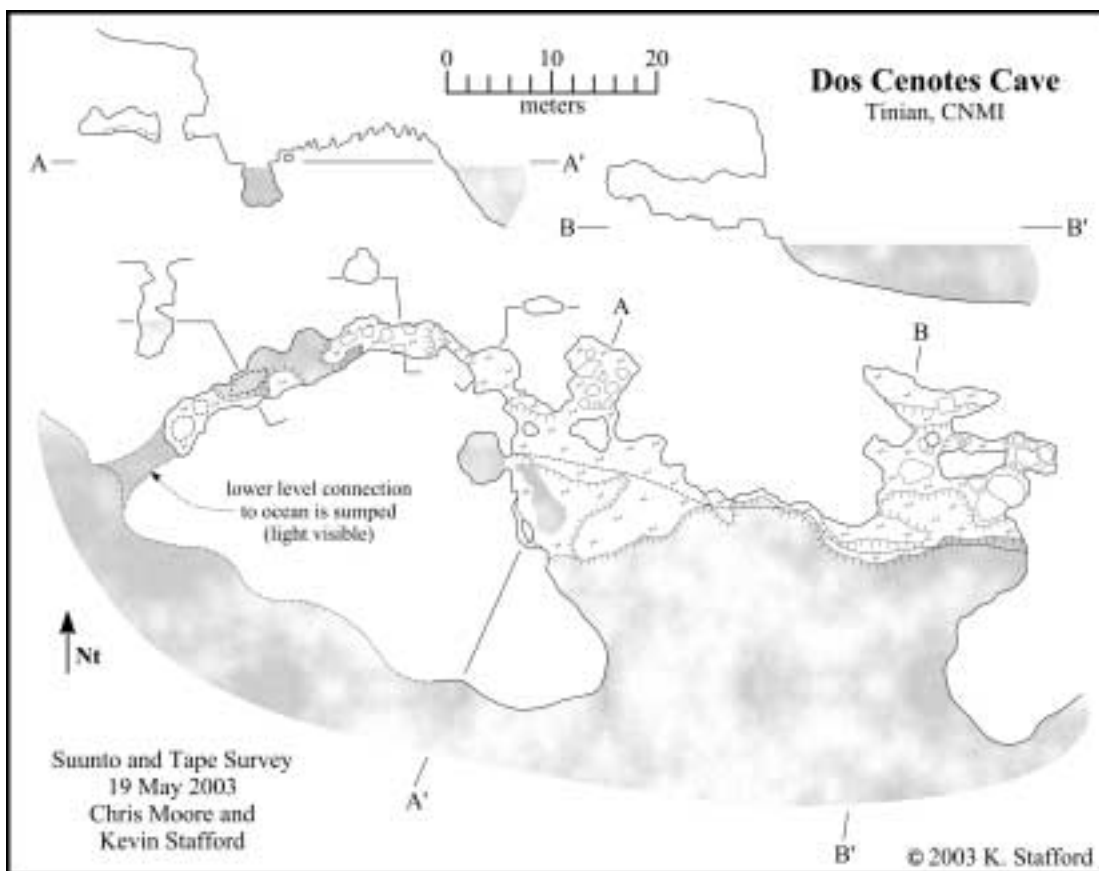 0 10 20
meters
Dos Cenotes Cave
Tinian, CNMI
A A'
B B'
A
B
lower level connection
to ocean is sumped
(light visible)
Nt
Suunto and Tape Survey
19 May 2003
Chris Moore and
Kevin Stafford
A'
B'
© 2003 K. Stafford